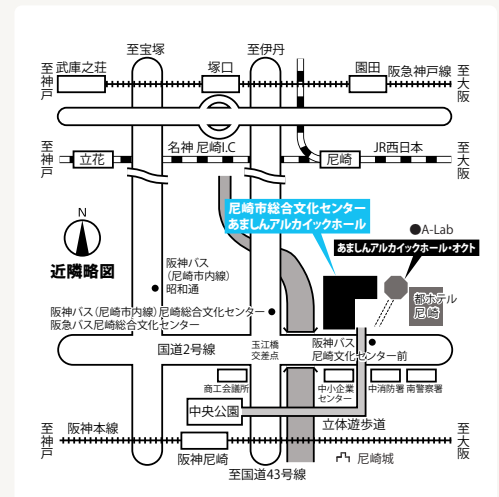 至宝塚
至伊丹
至神戸
武庫之荘
塚口
園田
阪急神戸線
至大阪
至神戸
立花
名神 尼崎I.C
尼崎
JR西日本
至大阪
尼崎市総合文化センター
あましんアルカイックホール
A-Lab
あましんアルカイックホール・オクト
N
近隣略図
阪神バス
(尼崎市内線)
昭和通
都ホテル
尼崎
阪神バス(尼崎市内線)尼崎総合文化センター
阪急バス尼崎総合文化センター
国道2号線
玉江橋
交差点
阪神バス
尼崎文化センター前
商工会議所
中小企業
センター
中消防署
南警察署
中央公園
立体遊歩道
至神戸
阪神本線
阪神尼崎
尼崎城
至大阪
至国道43号線